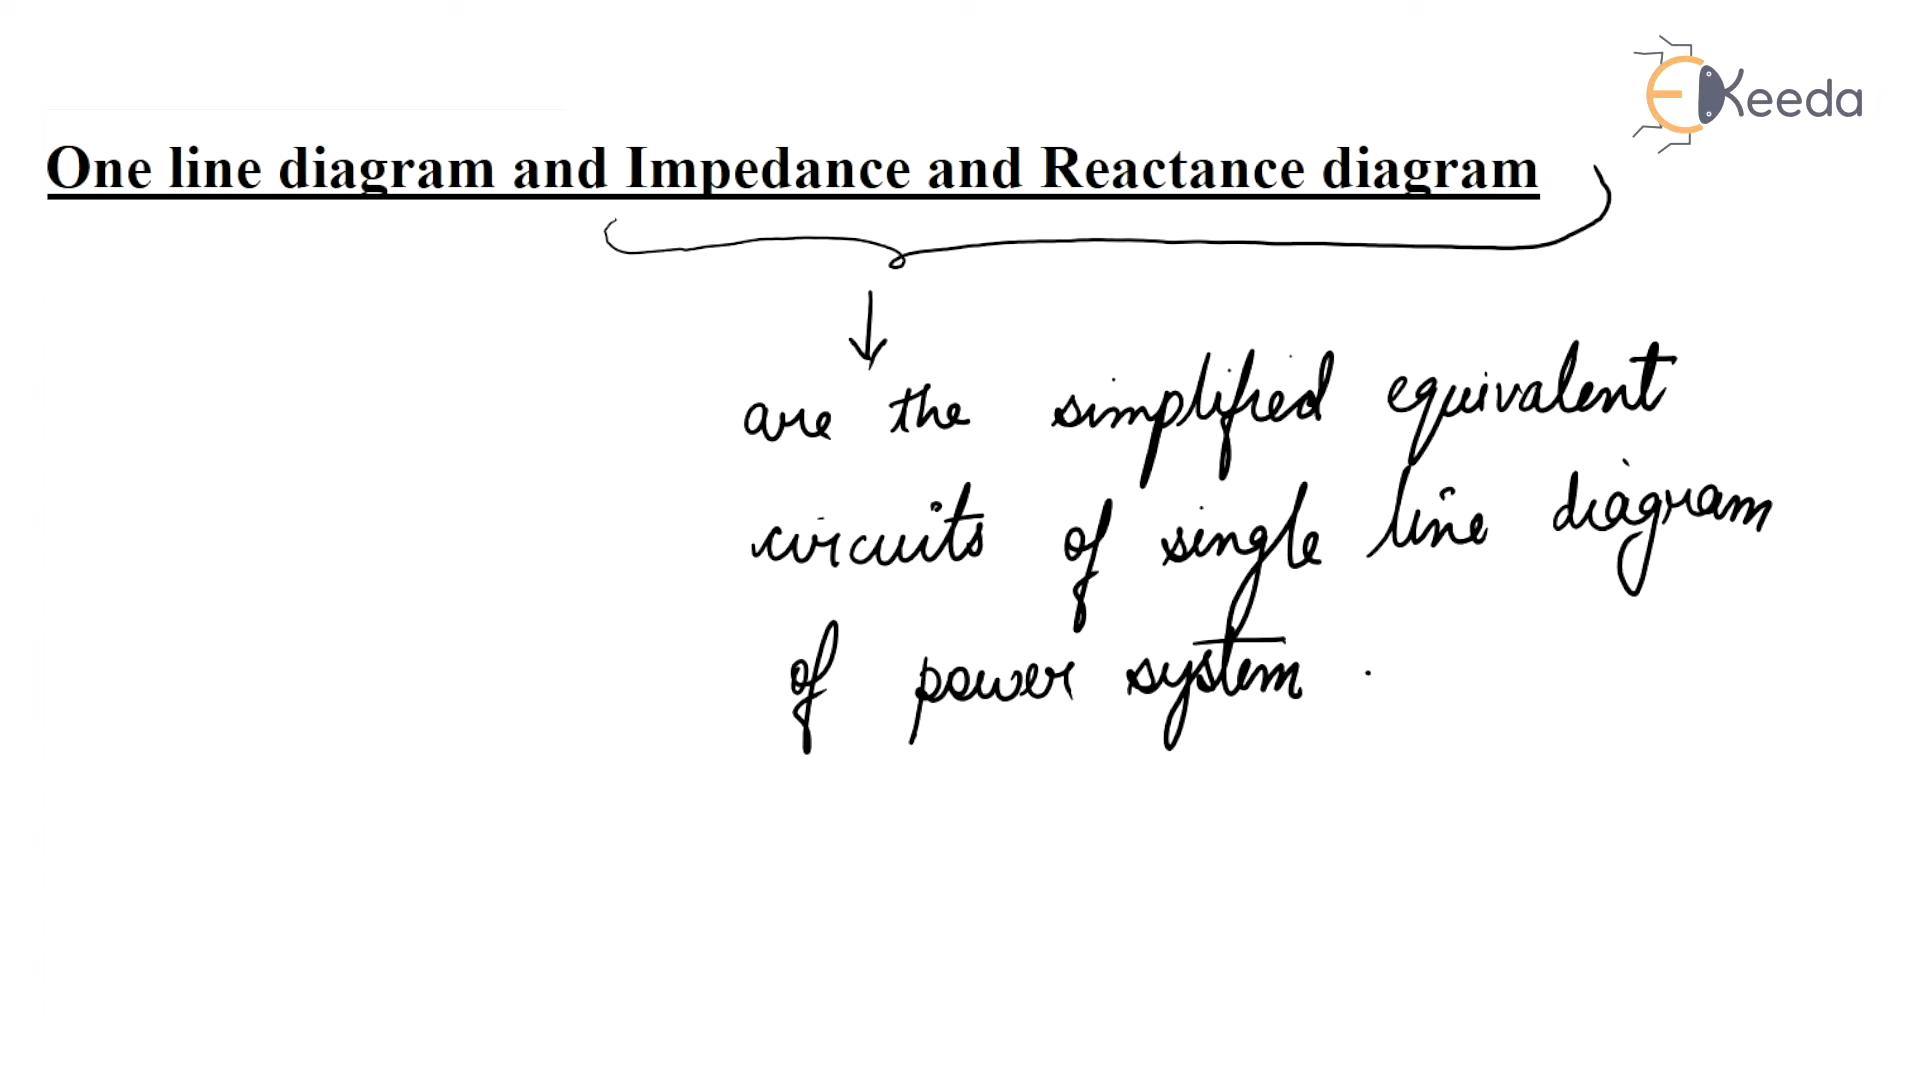 EKeeda
One line diagram and Impedance and Reactance diagram
are the simplified equivalent
circuits of single line diagram
of power system .